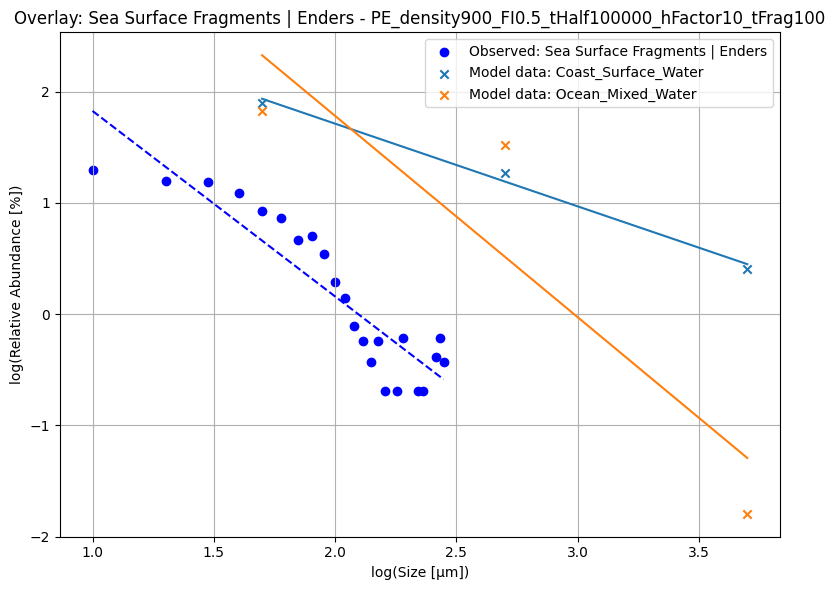 Overlay: Sea Surface Fragments | Enders - PE_density900_FI0.5_tHalf100000_hFactor10_tFrag100
Observed: Sea Surface Fragments | Enders
Model data: Coast_Surface_Water
Model data: Ocean_Mixed_Water
log(Relative Abundance [%])
2
1
0
−1
−2
1.0 1.5 2.0 2.5 3.0 3.5
log(Size [μm])